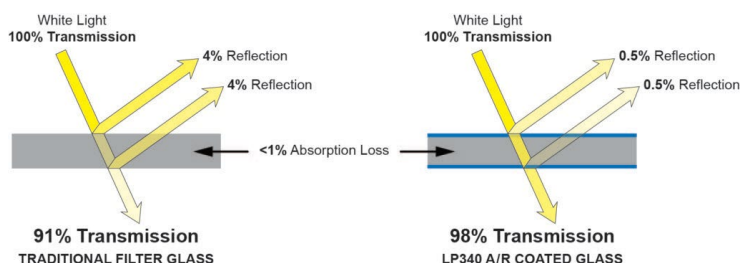 White Light
100% Transmission
4% Reflection
4% Reflection
<1% Absorption Loss
91% Transmission
TRADITIONAL FILTER GLASS
White Light
100% Transmission
0.5% Reflection
0.5% Reflection
98% Transmission
LP340 A/R COATED GLASS